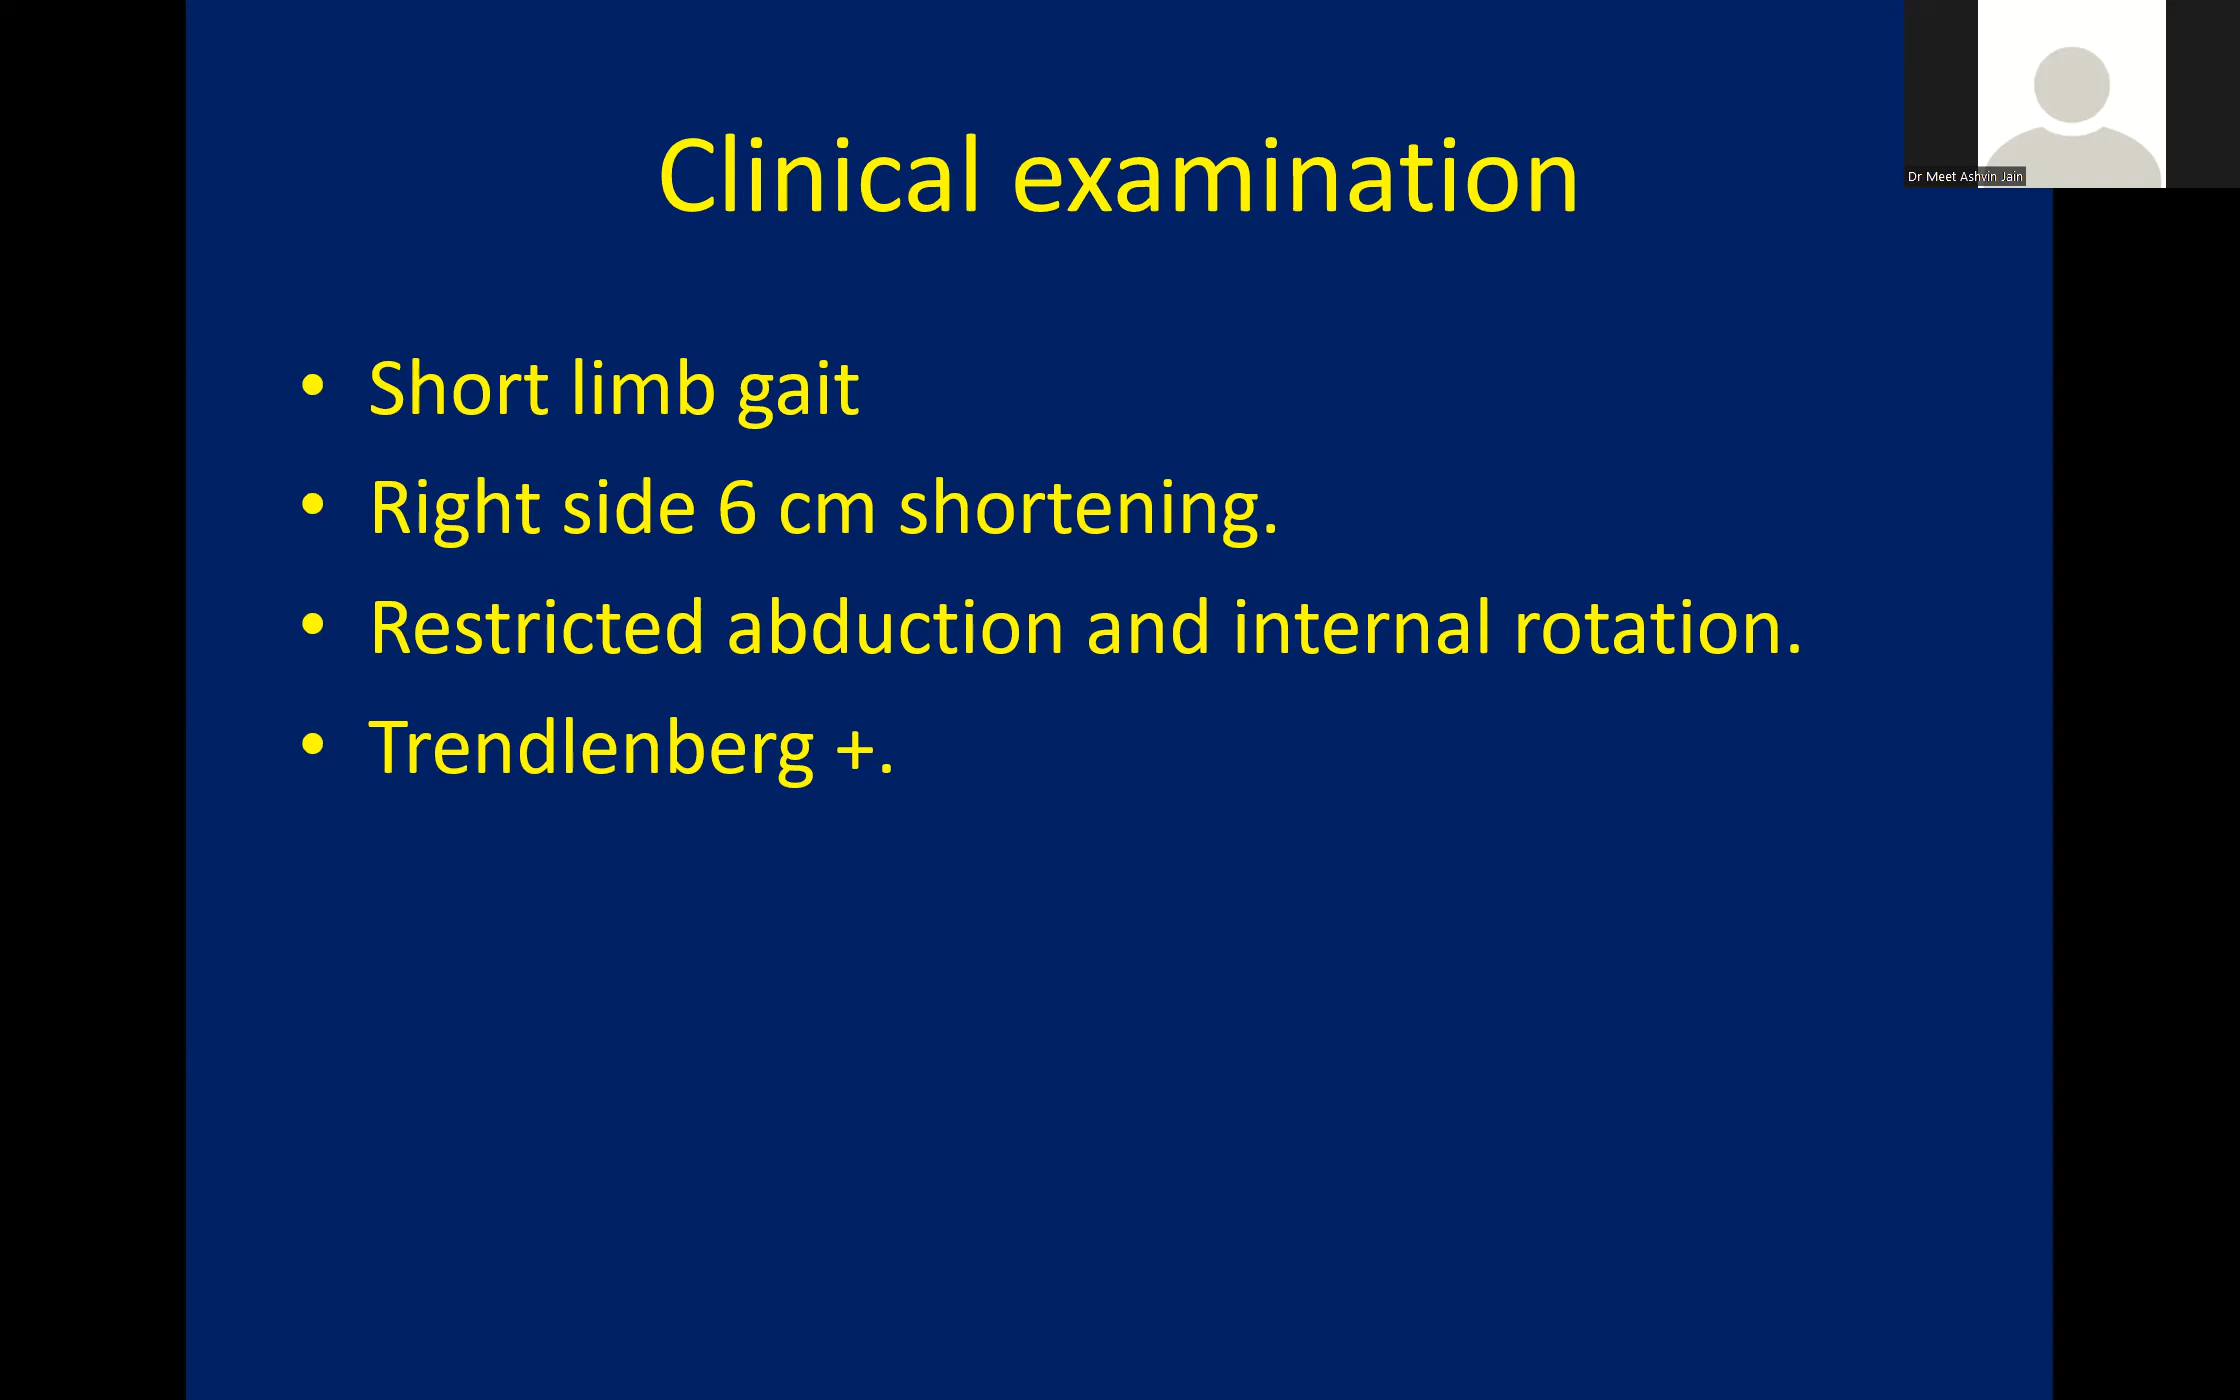 Clinical examination
Dr Meet Ashvin Jain
• Short limb gait
• Right side 6 cm shortening.
• Restricted abduction and internal rotation.
• Trendlenberg +.